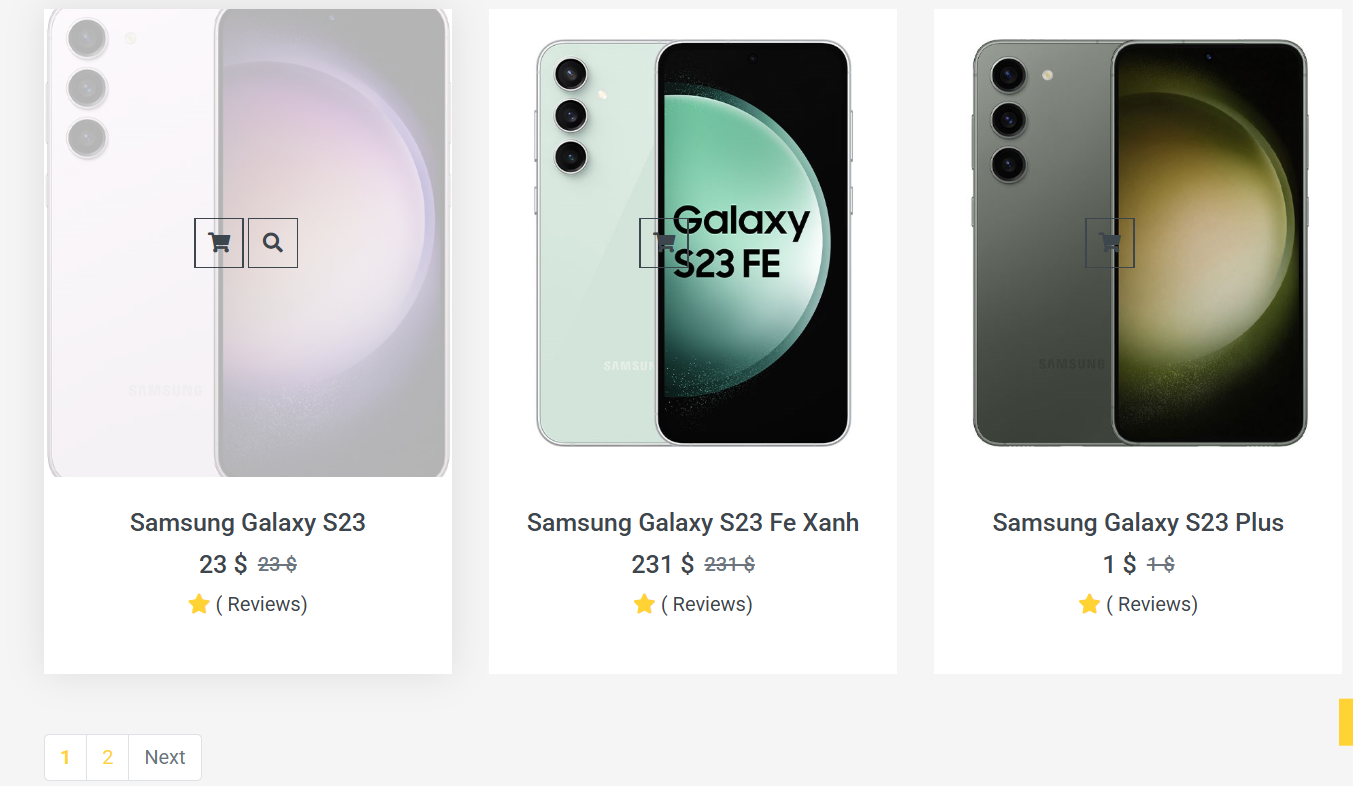 SAMSUNG
Galaxy
S23 FE
SAMSUN
SAMSUNG
Samsung Galaxy S23
23 $ 23 $
( Reviews)
Samsung Galaxy S23 Fe Xanh
231 $ 231 $
( Reviews)
Samsung Galaxy S23 Plus
1 $ 1 $
( Reviews)
1 2 Next